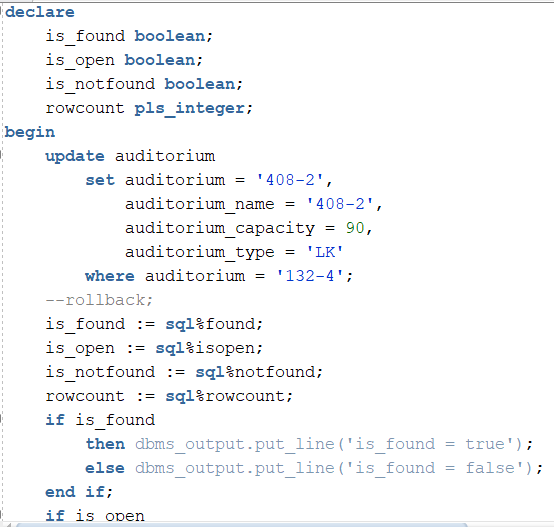 declare
    is_found boolean;
    is_open boolean;
    is_notfound boolean;
    rowcount pls_integer;
begin
    update auditorium
        set auditorium = '408-2',
            auditorium_name = '408-2',
            auditorium_capacity = 90,
            auditorium_type = 'LK'
        where auditorium = '132-4';
    --rollback;
    is_found := sql%found;
    is_open := sql%isopen;
    is_notfound := sql%notfound;
    rowcount := sql%rowcount;
    if is_found
        then dbms_output.put_line('is_found = true');
        else dbms_output.put_line('is_found = false');
    end if;
    if is_open